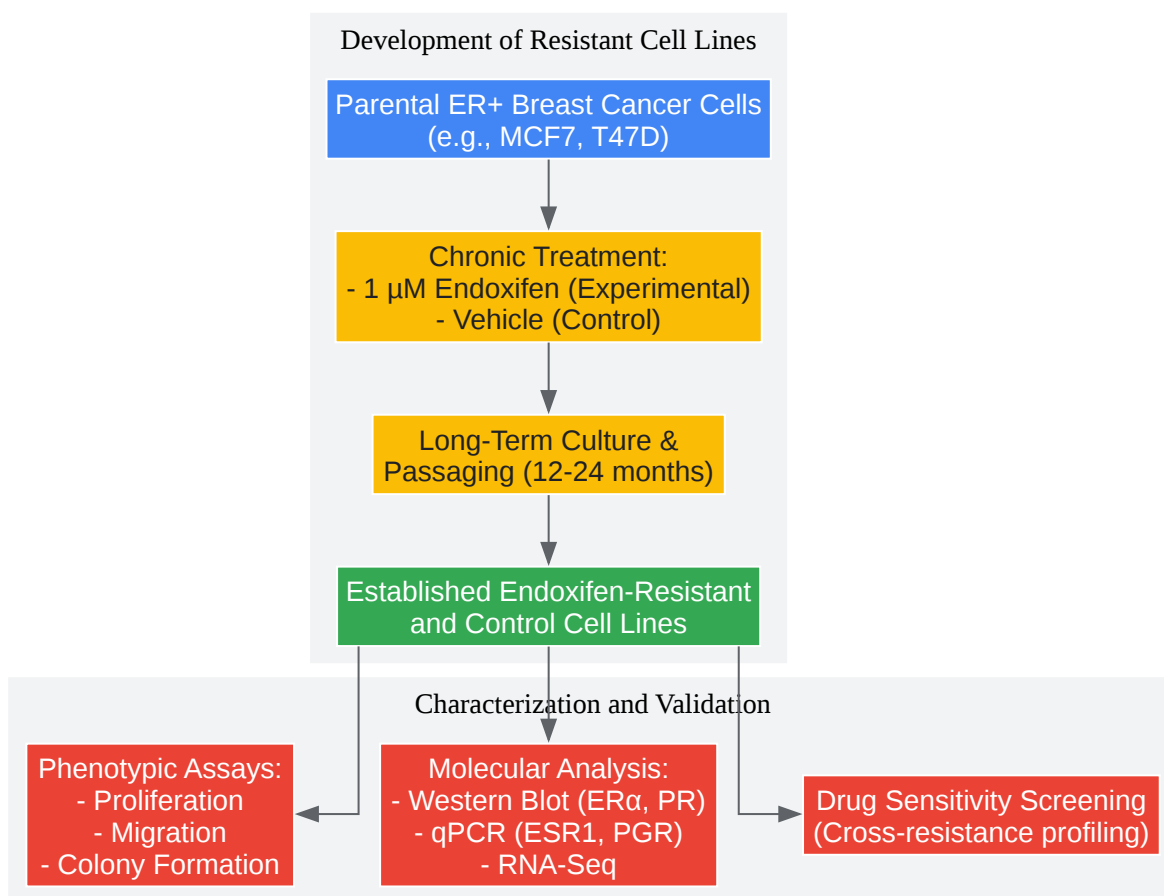 Development of Resistant Cell Lines
Parental ER+ Breast Cancer Cells
(e.g., MCF7, T47D)
Chronic Treatment:
- 1 µM Endoxifen (Experimental)
- Vehicle (Control)
Long-Term Culture &
Passaging (12-24 months)
Established Endoxifen-Resistant
and Control Cell Lines
Characterization and Validation
Phenotypic Assays:
- Proliferation
- Migration
- Colony Formation
Molecular Analysis:
- Western Blot (ERα, PR)
- qPCR (ESR1, PGR)
- RNA-Seq
Drug Sensitivity Screening
(Cross-resistance profiling)